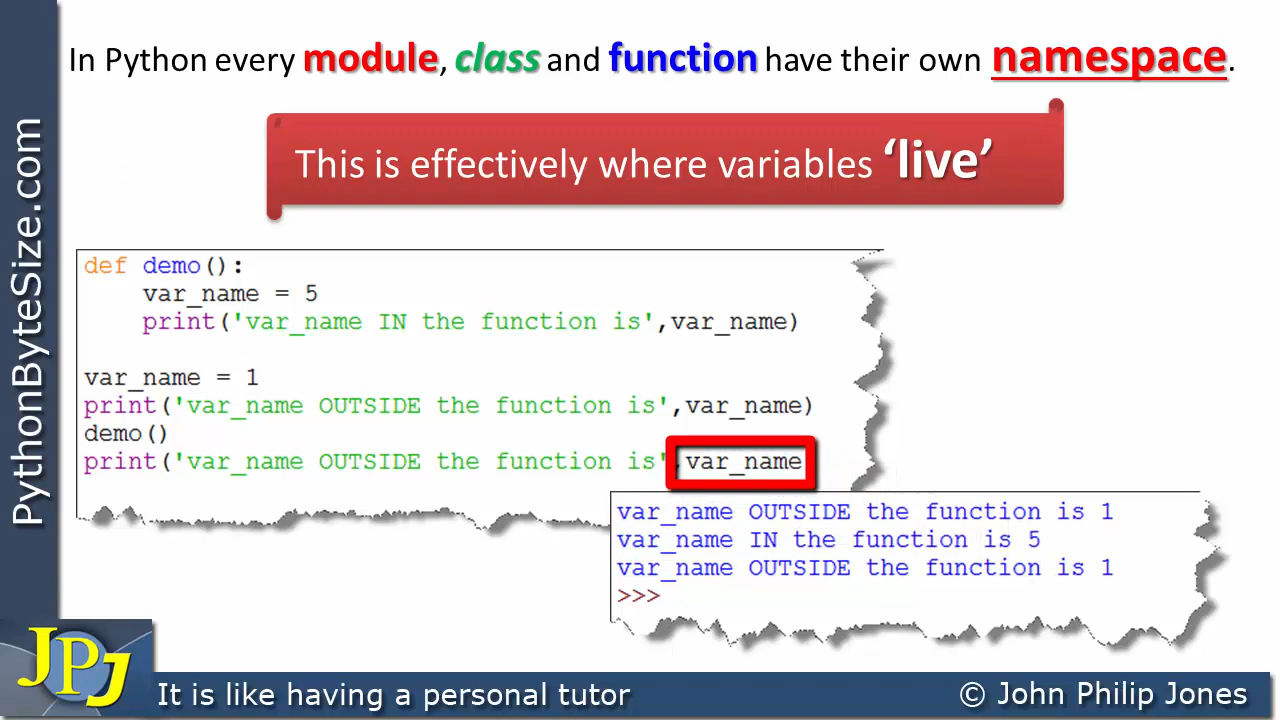 In Python every module, class and function have their own namespace.
This is effectively where variables ‘live’
PythonByteSize.com
def demo():
    var_name = 5
    print('var_name IN the function is',var_name)
var_name = 1
print('var_name OUTSIDE the function is',var_name)
demo()
print('var_name OUTSIDE the function is',var_name
var_name OUTSIDE the function is 1
var_name IN the function is 5
var_name OUTSIDE the function is 1
>>>
JPJ
It is like having a personal tutor
© John Philip Jones